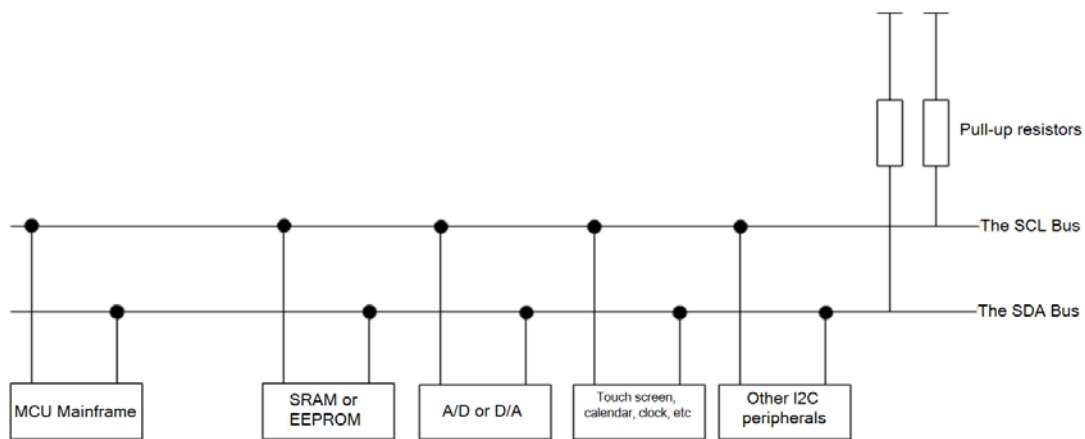 Pull-up resistors
The SCL Bus
The SDA Bus
MCU Mainframe
SRAM or
EEPROM
A/D or D/A
Touch screen,
calendar, clock, etc
Other I2C
peripherals